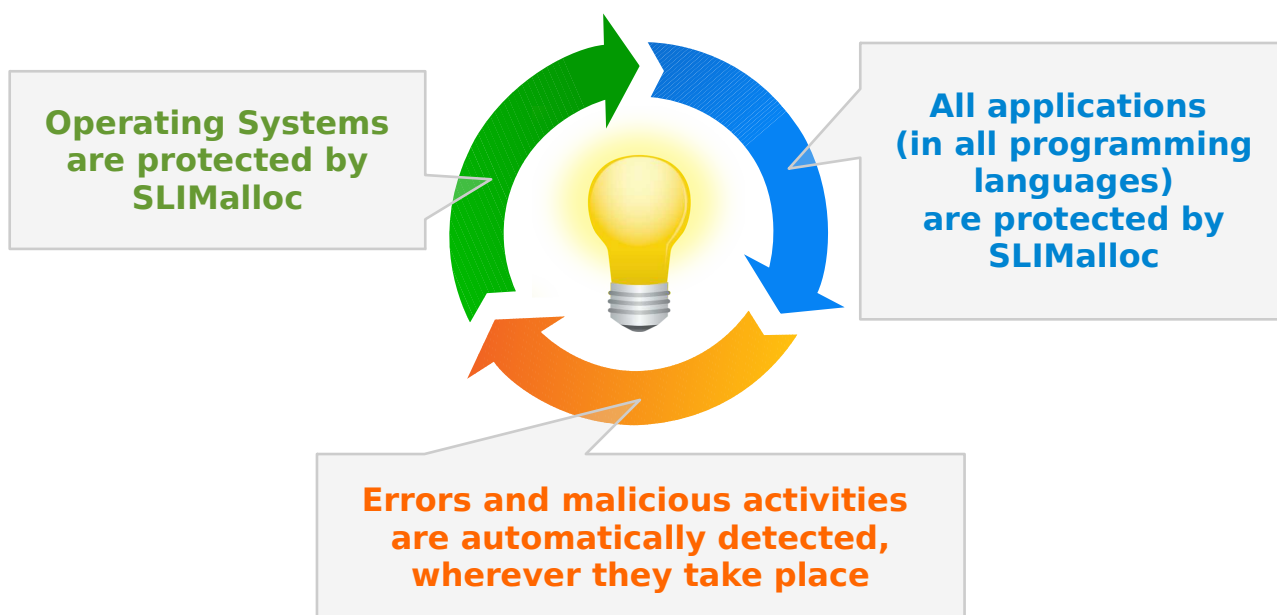 Operating Systems
are protected by
SLIMalloc
All applications
(in all programming
languages)
are protected by
SLIMalloc
Errors and malicious activities
are automatically detected,
wherever they take place